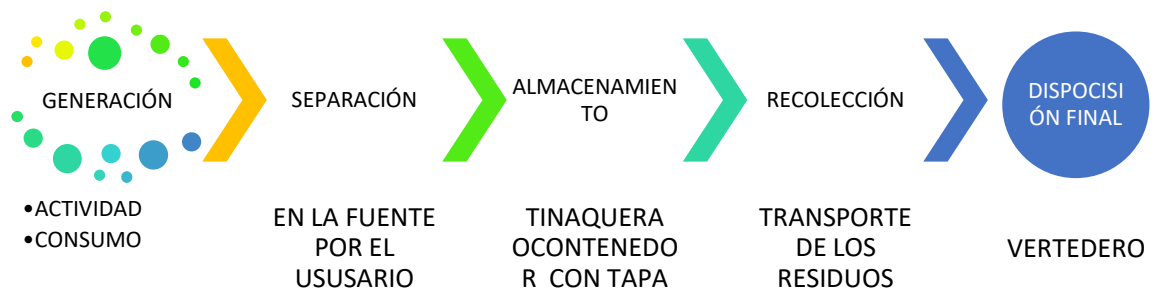 GENERACIÓN
•ACTIVIDAD
•CONSUMO
SEPARACIÓN
EN LA FUENTE
POR EL
USUSARIO
ALMACENAMIEN
TO
TINAQUERA
OCONTENEDO
R CON TAPA
RECOLECCIÓN
TRANSPORTE
DE LOS
RESIDUOS
DISPOCISI
ÓN FINAL
VERTEDERO